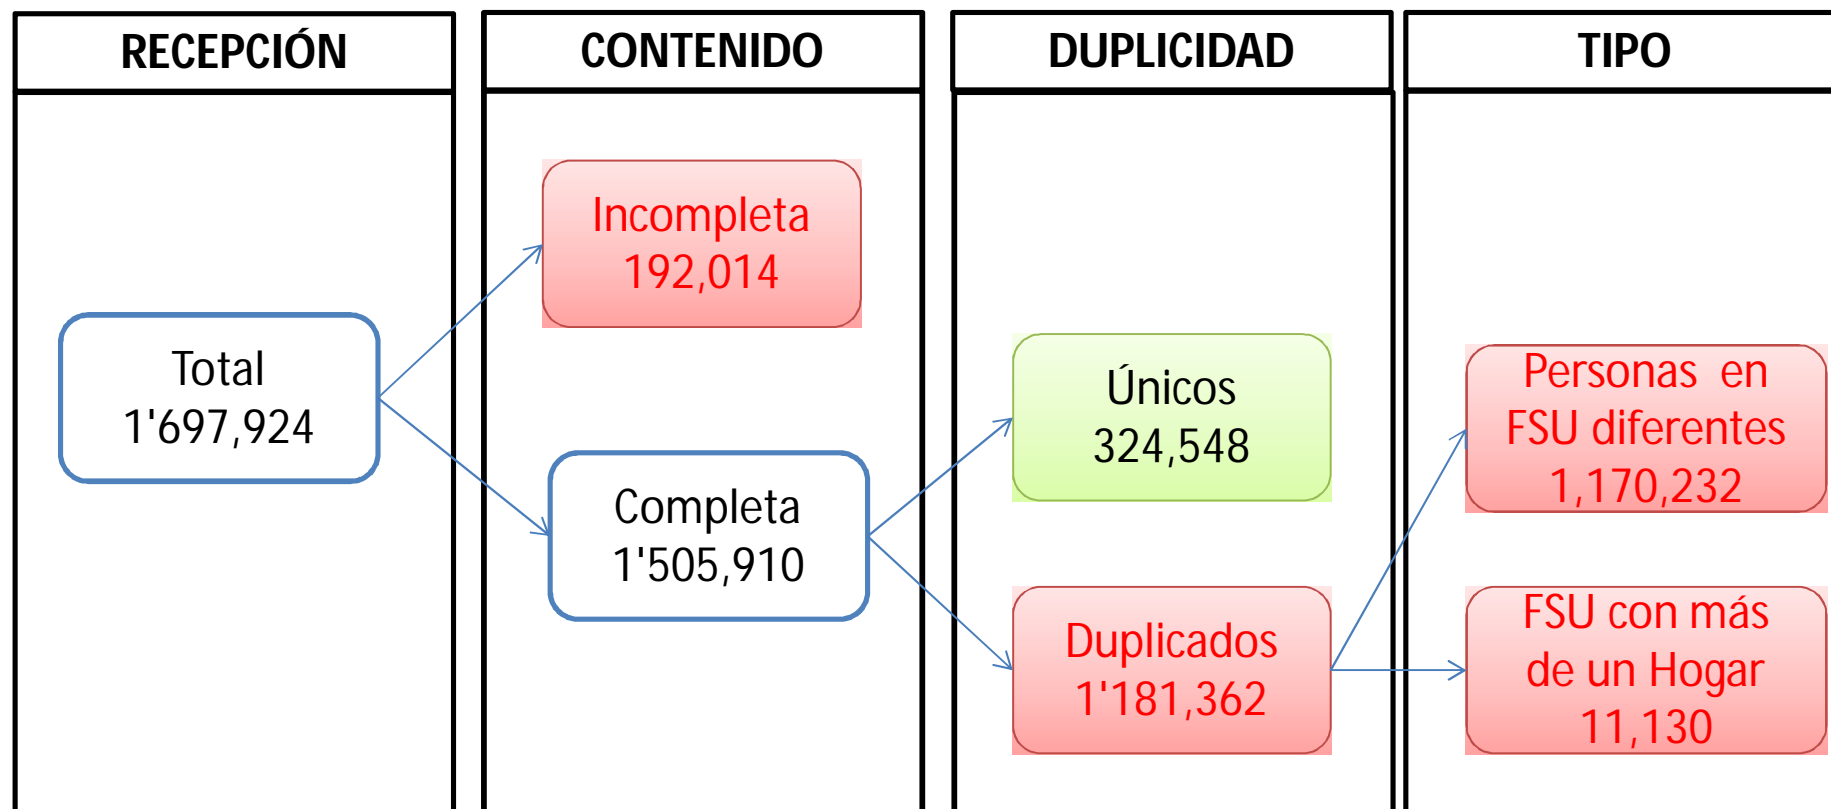 RECEPCIÓN
CONTENIDO
DUPLICIDAD
TIPO
Total
1'697,924
Incompleta
192,014
Completa
1'505,910
Únicos
324,548
Duplicados
1'181,362
Personas en
FSU diferentes
1,170,232
FSU con más
de un Hogar
11,130